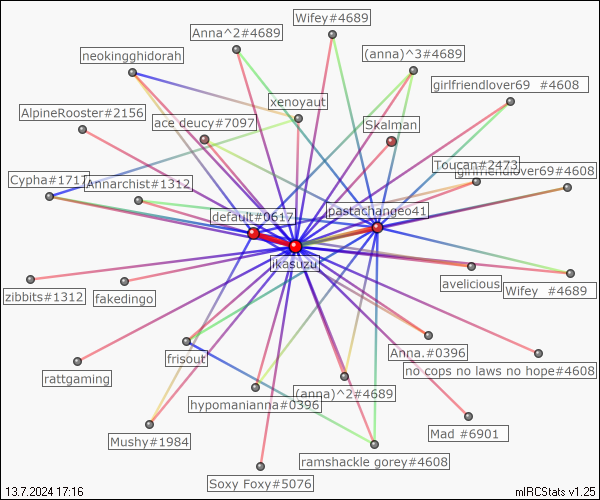 Wifey#4689
Anna^2#4689
neokingghidorah
(anna)^3#4689
girlfriendlover69 #4608
xenoyaut
AlpineRooster#2156
ace deucy#7097
Skalman
Toucan#2473
girlfriendlover69#4608
Cypha#1717
Annarchist#1312
default#0617
pastachangeo41
ikasuzu
zibbits#1312
fakedingo
avelicious
Wifey #4689
frisout
Anna.#0396
rattgaming
no cops no laws no hope#4608
hypomanianna#0396
(anna)^2#4689
Mushy#1984
Mad #6901
ramshackle gorey#4608
Soxy Foxy#5076
13.7.2024 17:16
mIRCStats v1.25